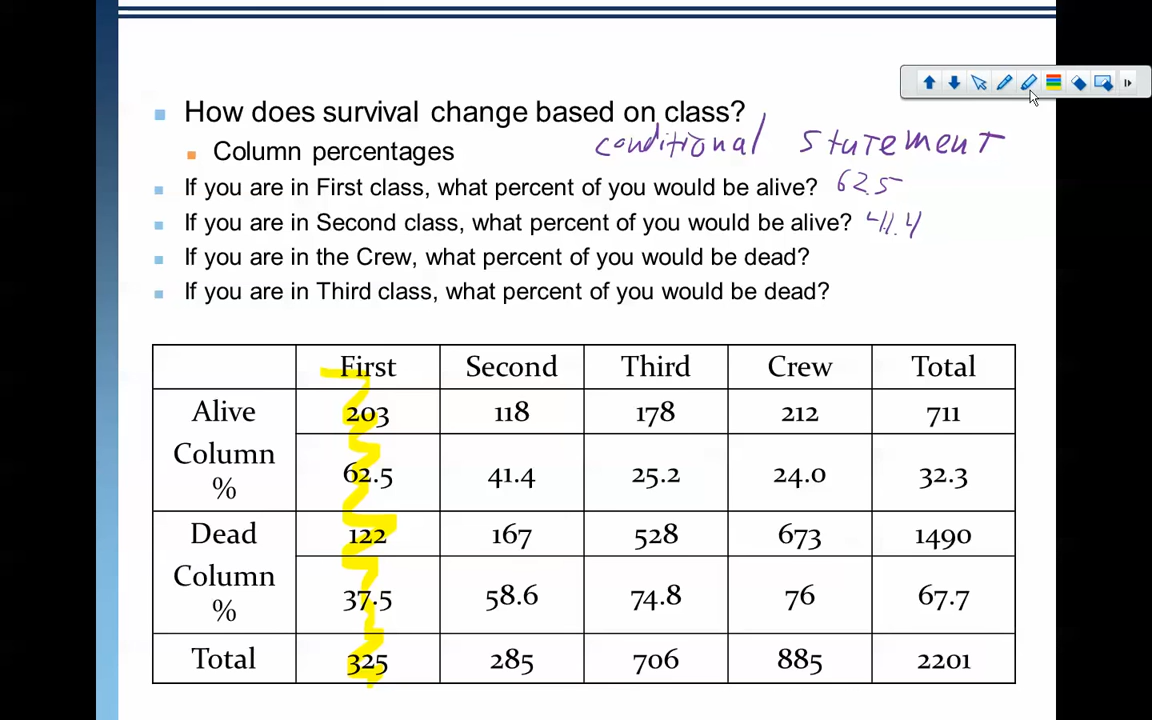 How does survival change based on class?
Column percentages
conditional statement
If you are in First class, what percent of you would be alive? 62.5
If you are in Second class, what percent of you would be alive? 41.4
If you are in the Crew, what percent of you would be dead?
If you are in Third class, what percent of you would be dead?
First Second Third Crew Total
Alive 203 118 178 212 711
Column % 62.5 41.4 25.2 24.0 32.3
Dead 122 167 528 673 1490
Column % 37.5 58.6 74.8 76 67.7
Total 325 285 706 885 2201